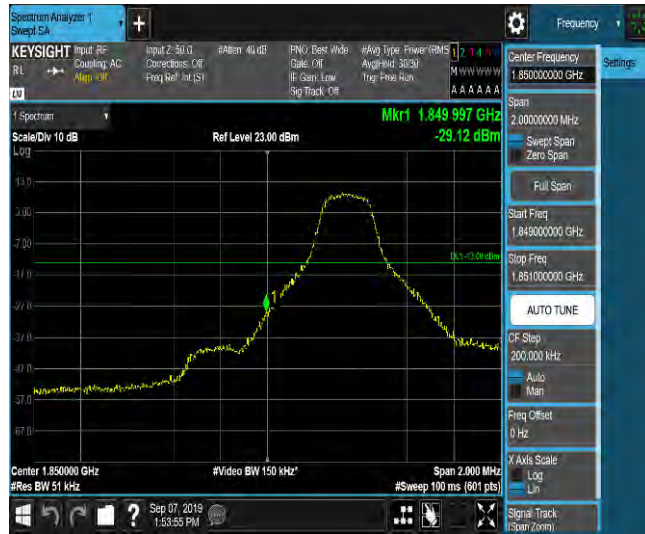 Spectrum Analyzer 1
Swept SA
Frequency
KEYSIGHT
Input: RF
Coupling: AC
Align: Off
Input Z: 50 Ω
Corrections: Off
Freq Ref: Int (S)
#Atten: 40 dB
PNO: Best Wide
Gate: Off
IF Gain: Low
Sig Track: Off
#Avg Type: Power (RMS
Avg|Hold: 30/30
Trig: Free Run
M W W W W W
A A A A A A
RL
1 Spectrum
Scale/Div 10 dB
Ref Level 23.00 dBm
Mkr1 1.849 997 GHz
-29.12 dBm
Log
13.0
3.00
-7.00
DL1 -13.00 dBm
-17.0
-27.0
1
-37.0
-47.0
-57.0
-67.0
Center 1.850000 GHz
#Res BW 51 kHz
#Video BW 150 kHz*
Span 2.000 MHz
#Sweep 100 ms (601 pts)
Sep 07, 2019
1:53:55 PM
Center Frequency
1.850000000 GHz
Settings
Span
2.00000000 MHz
Swept Span
Zero Span
Full Span
Start Freq
1.849000000 GHz
Stop Freq
1.851000000 GHz
AUTO TUNE
CF Step
200.000 kHz
Auto
Man
Freq Offset
0 Hz
X Axis Scale
Log
Lin
Signal Track
(Span Zoom)